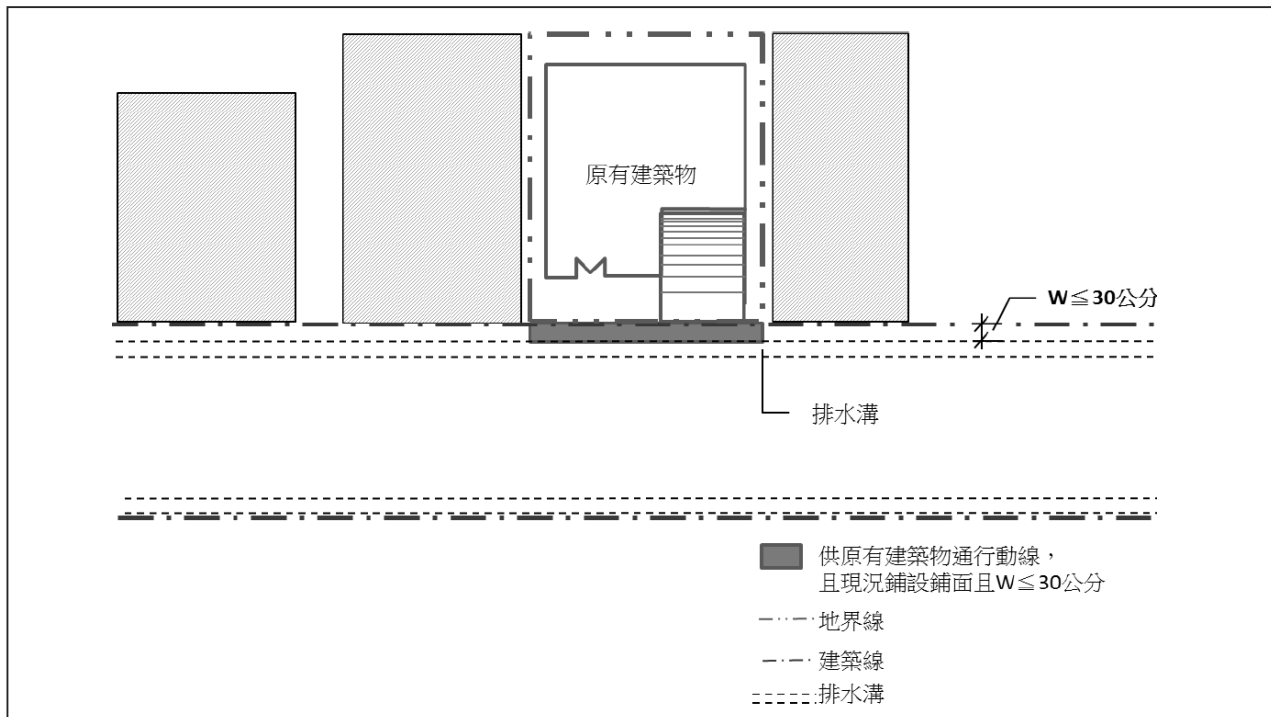 原有建築物
W≦30公分
排水溝
供原有建築物通行動線，
且現況鋪設鋪面且W≦30公分
地界線
建築線
排水溝